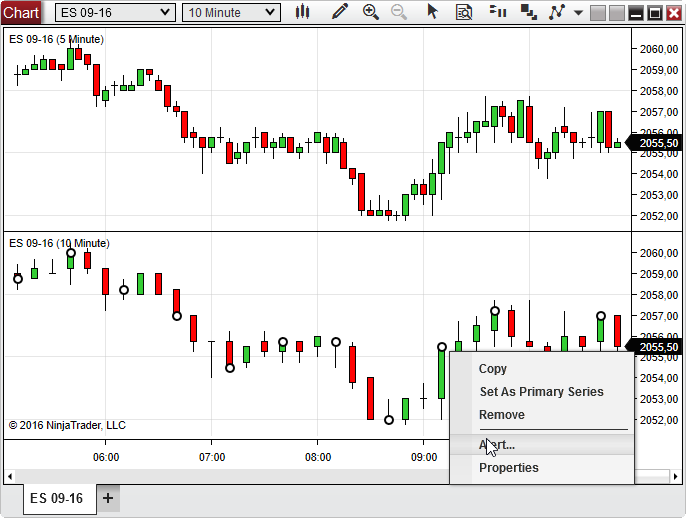 Chart ES 09-16 10 Minute
ES 09-16 (5 Minute)
2060,00
2059,00
2058,00
2057,00
2056,00
2055,50
2054,00
2053,00
2052,00
ES 09-16 (10 Minute)
2060,00
2059,00
2058,00
2057,00
2056,00
2055,50
2054,00
2053,00
2052,00
Copy
Set As Primary Series
Remove
Properties
© 2016 NinjaTrader, LLC
06:00 07:00 08:00 09:00
ES 09-16 +